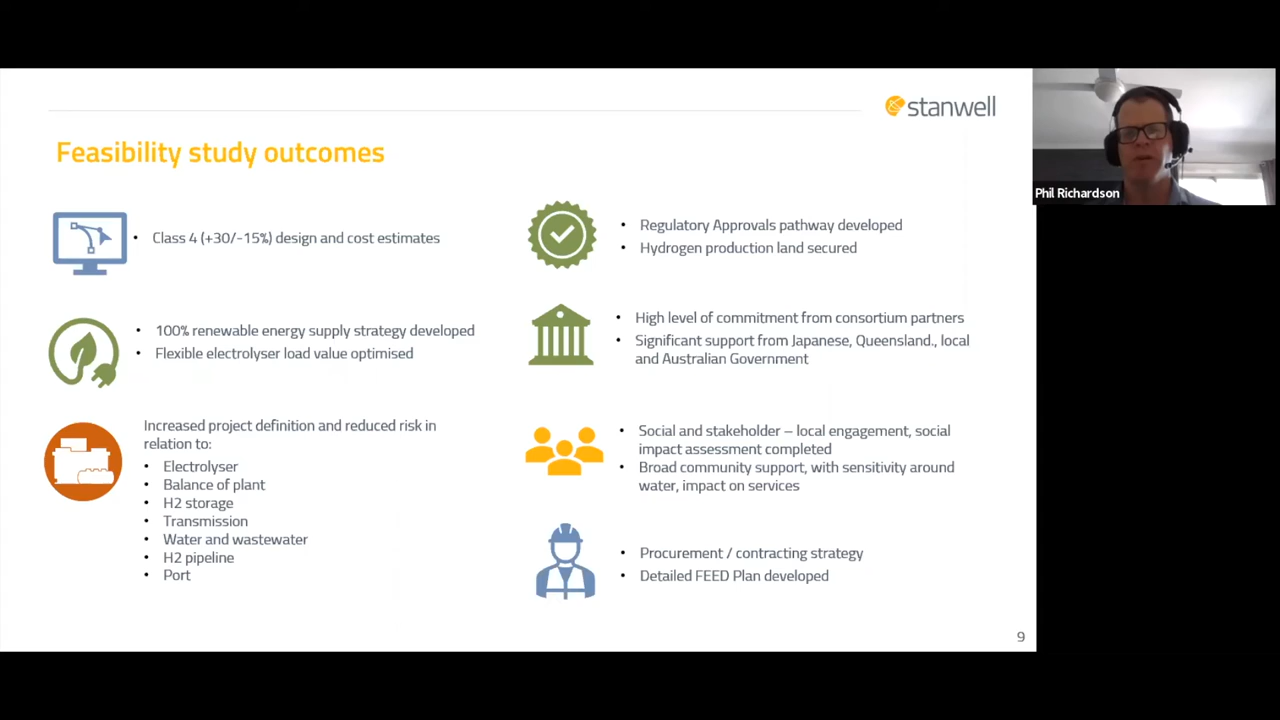 stanwell
Feasibility study outcomes
Phil Richardson
• Class 4 (+30/-15%) design and cost estimates
• 100% renewable energy supply strategy developed
• Flexible electrolyser load value optimised
Increased project definition and reduced risk in
relation to:
• Electrolyser
• Balance of plant
• H2 storage
• Transmission
• Water and wastewater
• H2 pipeline
• Port
• Regulatory Approvals pathway developed
• Hydrogen production land secured
• High level of commitment from consortium partners
• Significant support from Japanese, Queensland., local
and Australian Government
• Social and stakeholder – local engagement, social
impact assessment completed
• Broad community support, with sensitivity around
water, impact on services
• Procurement / contracting strategy
• Detailed FEED Plan developed
9